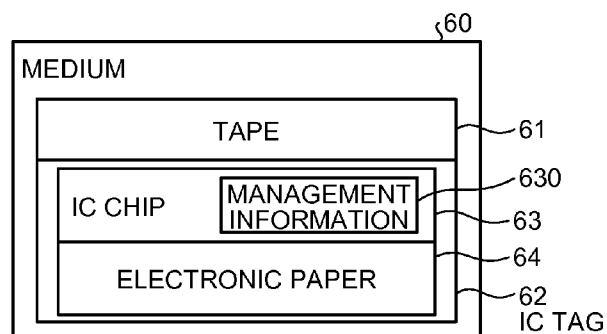 60
MEDIUM
TAPE
61
630
IC CHIP
MANAGEMENT
INFORMATION
63
64
ELECTRONIC PAPER
62
IC TAG